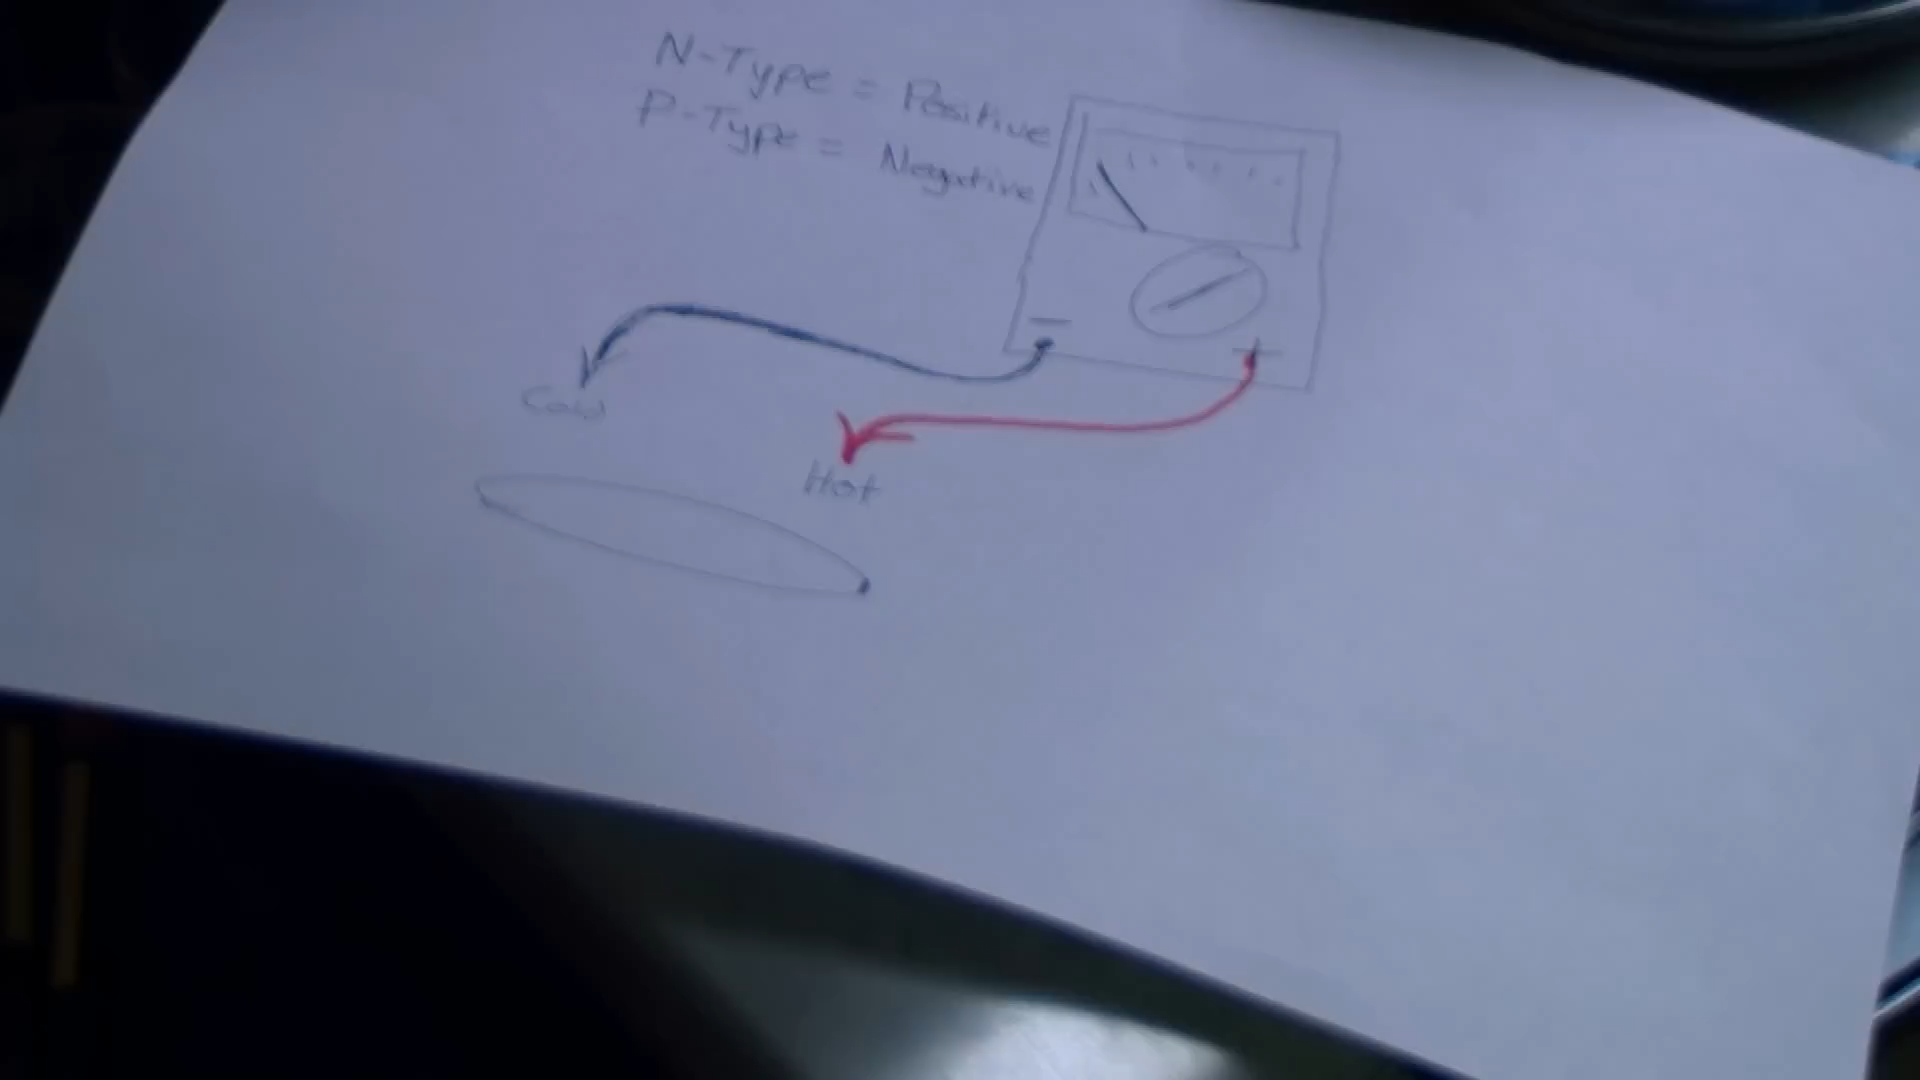 N-Type = Positive
P-Type = Negative
−
+
Cold
Hot